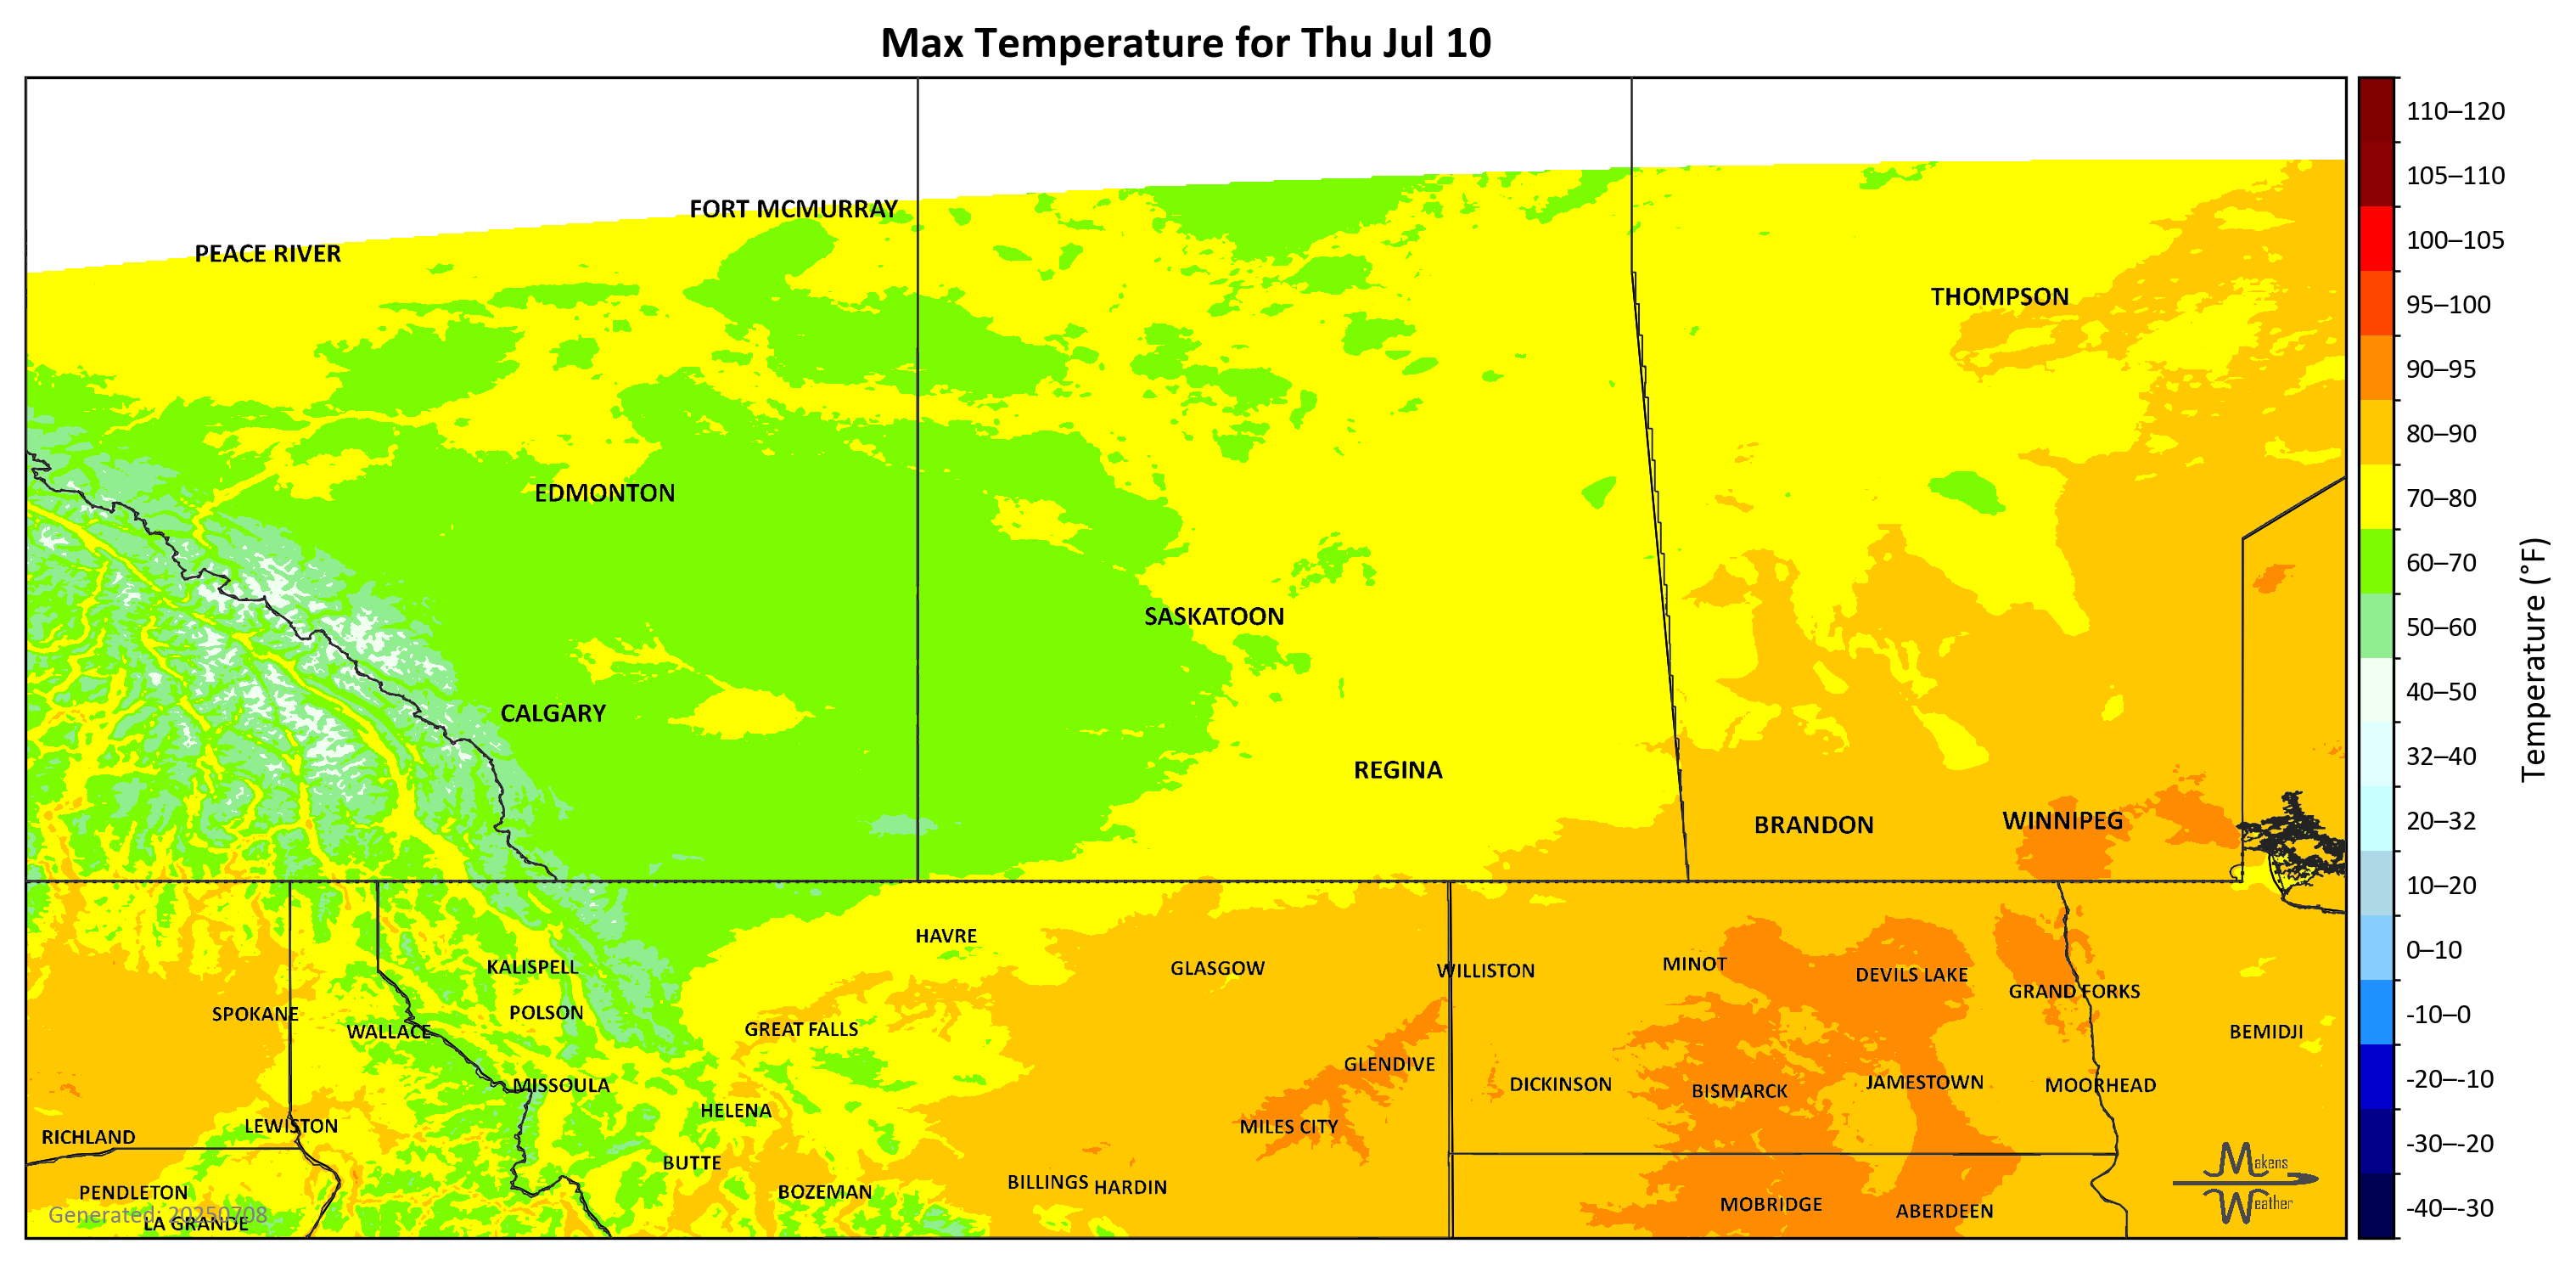 Max Temperature for Thu Jul 10
110–120
105–110
FORT MCMURRAY
100–105
PEACE RIVER
THOMPSON
95–100
90–95
80–90
EDMONTON
70–80
60–70
SASKATOON
50–60
Temperature (°F)
CALGARY
40–50
32–40
REGINA
BRANDON
WINNIPEG
20–32
10–20
HAVRE
0–10
KALISPELL
GLASGOW
WILLISTON
MINOT
DEVILS LAKE
GRAND FORKS
SPOKANE
POLSON
-10–0
WALLACE
GREAT FALLS
BEMIDJI
GLENDIVE
-20–-10
MISSOULA
DICKINSON
BISMARCK
JAMESTOWN
MOORHEAD
HELENA
LEWISTON
MILES CITY
RICHLAND
-30–-20
BUTTE
Makens
Weather
BILLINGS
HARDIN
PENDLETON
BOZEMAN
MOBRIDGE
ABERDEEN
-40–-30
Generated: 20250708
LA GRANDE